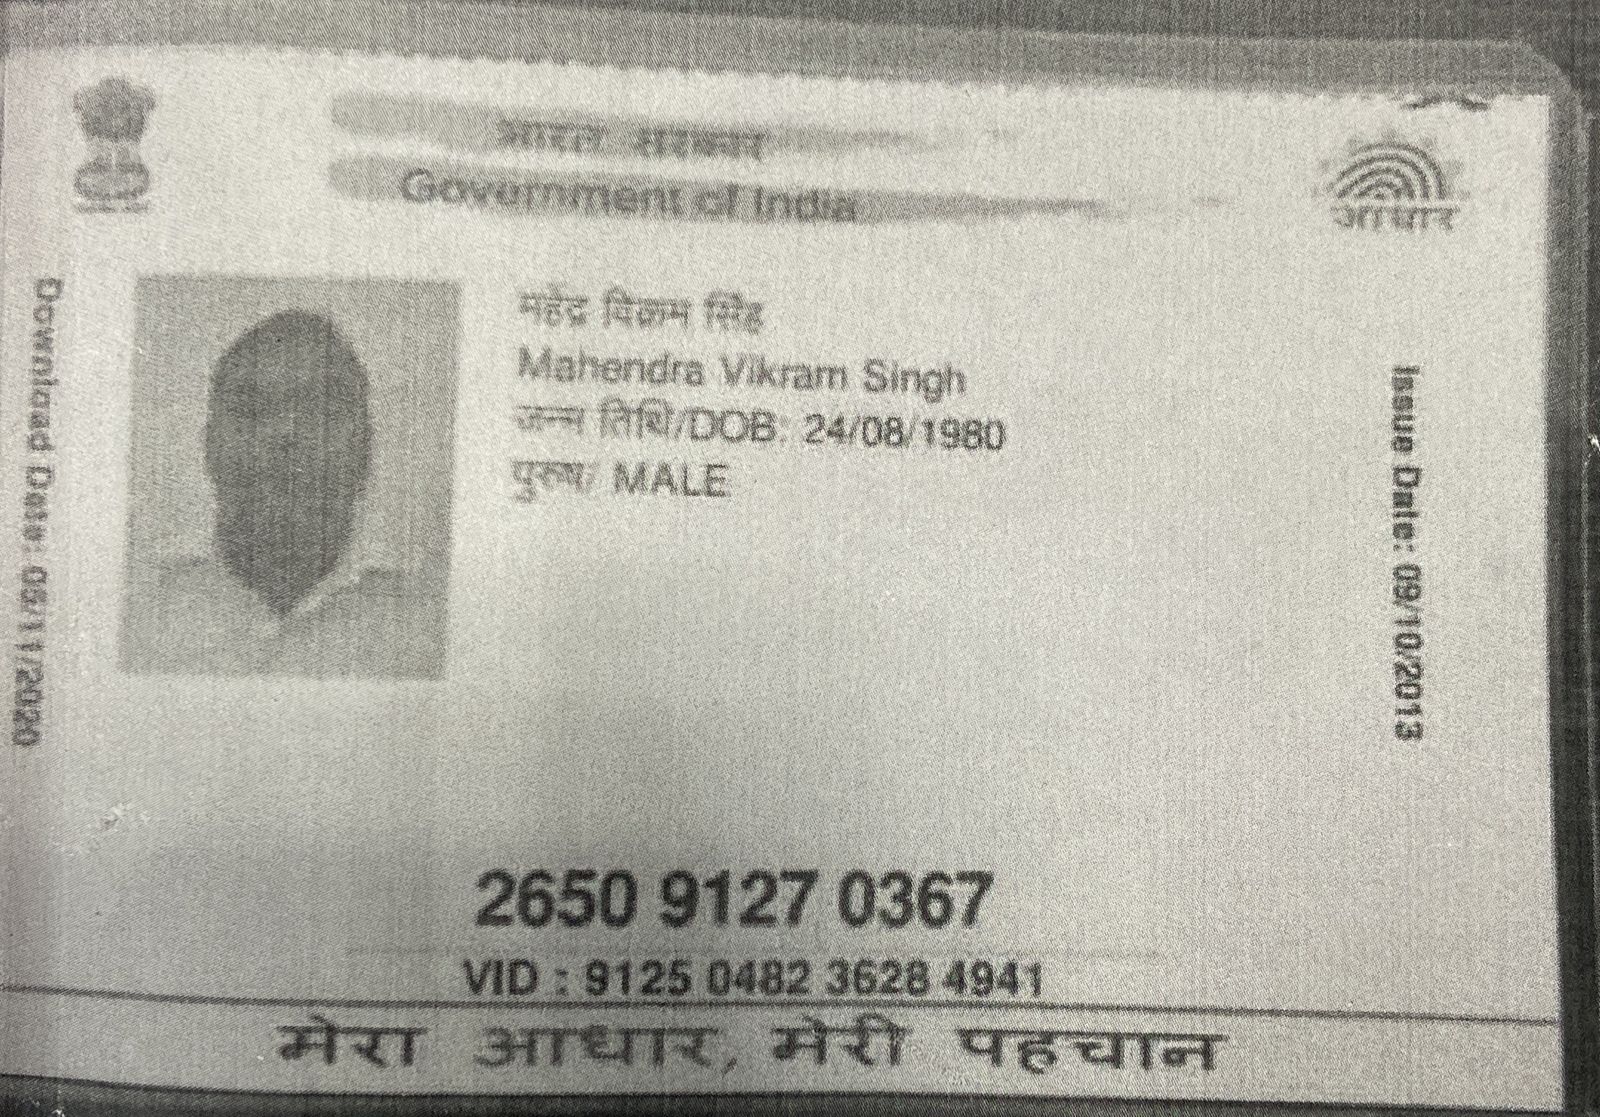 भारत सरकार
Government of India
आधार
Download Date: 05/11/2020
महेंद्र विक्रम सिंह
Mahendra Vikram Singh
जन्म तिथि/DOB: 24/08/1980
पुरुष/ MALE
Issue Date: 09/10/2013
2650 9127 0367
VID : 9125 0482 3628 4941
मेरा आधार, मेरी पहचान